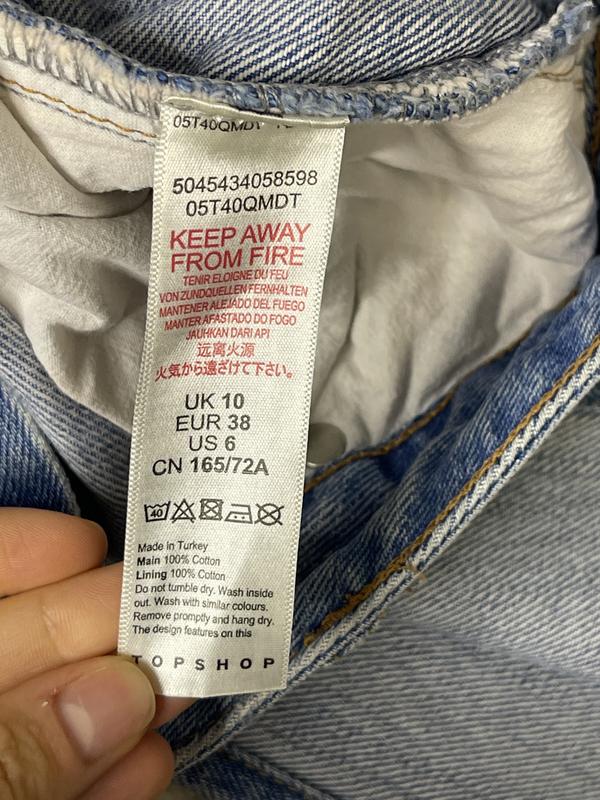 05T40QMDT
5045434058598
05T40QMDT
KEEP AWAY
FROM FIRE
TENIR ELOIGNE DU FEU
VON ZUNDQUELLEN FERNHALTEN
MANTENER ALEJADO DEL FUEGO
MANTER AFASTADO DO FOGO
JAUHKAN DARI API
远离火源
火気から遠ざけて下さい。
UK 10
EUR 38
US 6
CN 165/72A
40
Made in Turkey
Main 100% Cotton
Lining 100% Cotton
Do not tumble dry. Wash inside
out. Wash with similar colours.
Remove promptly and hang dry.
The design features on this
TOPSHOP